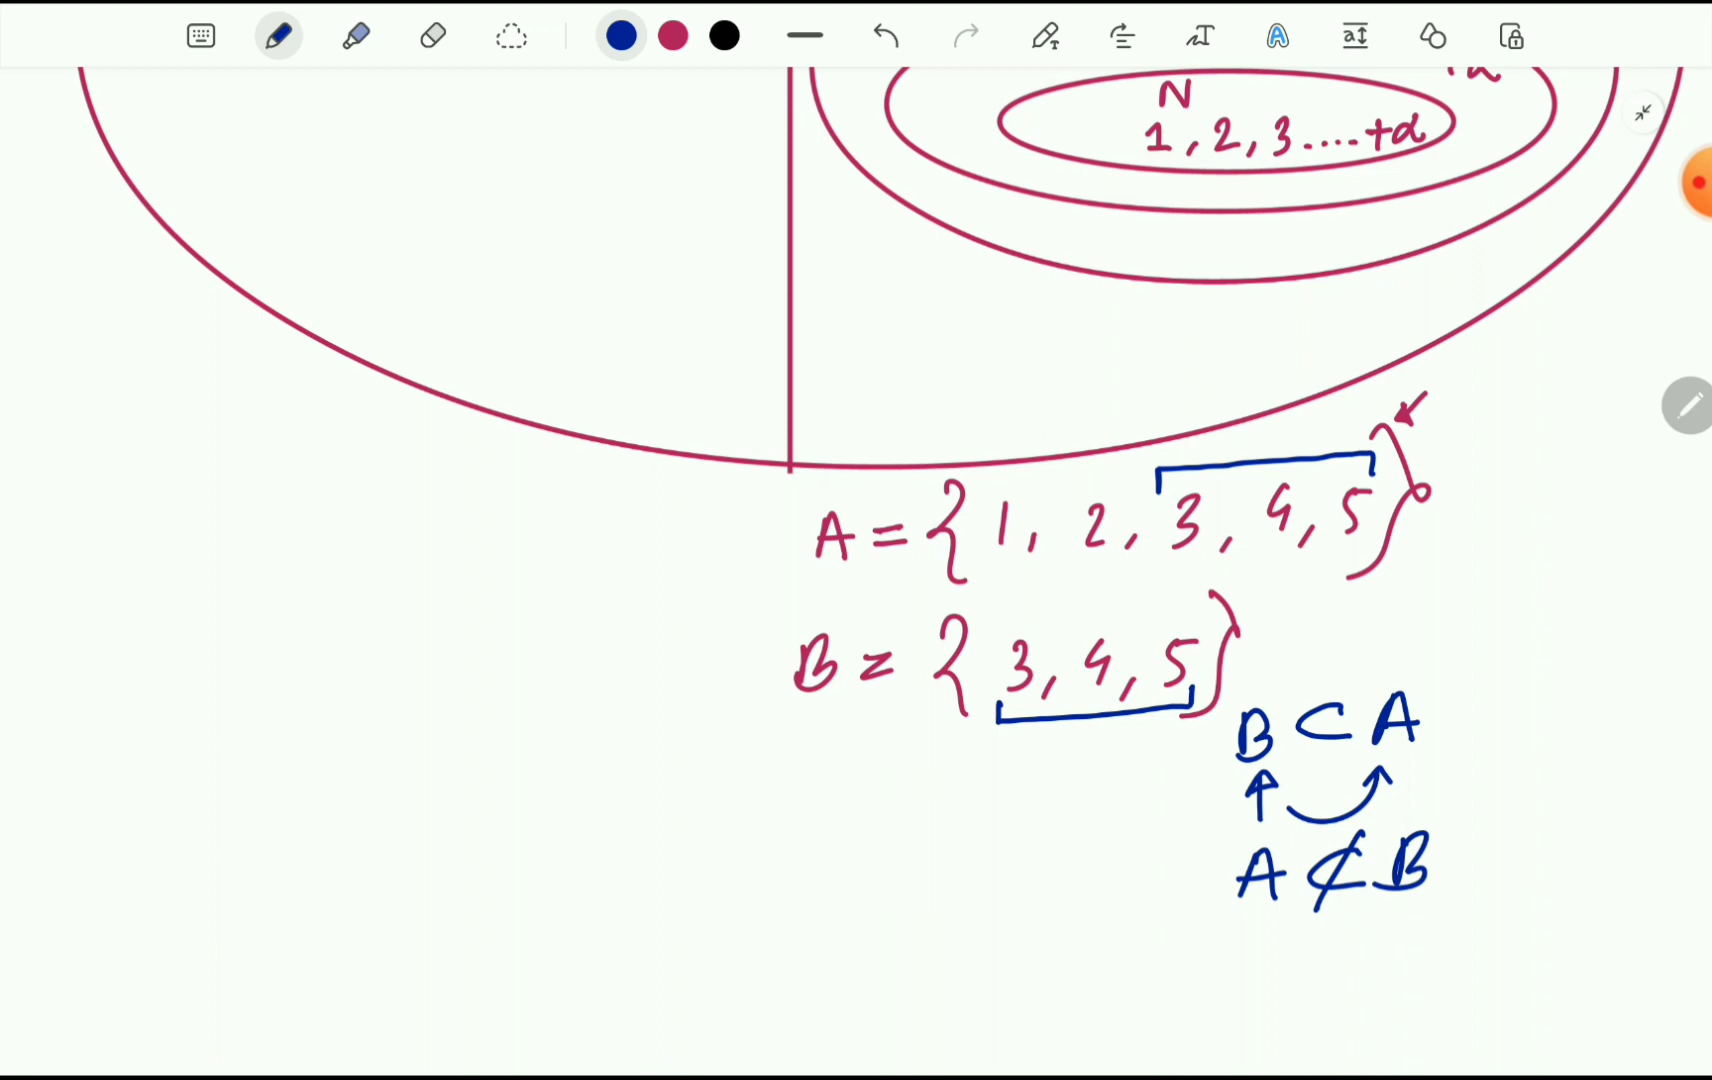 +α
N
1, 2, 3....+α
A = { 1, 2, 3, 4, 5 }
B = { 3, 4, 5 }
B ⊂ A
A ⊄ B